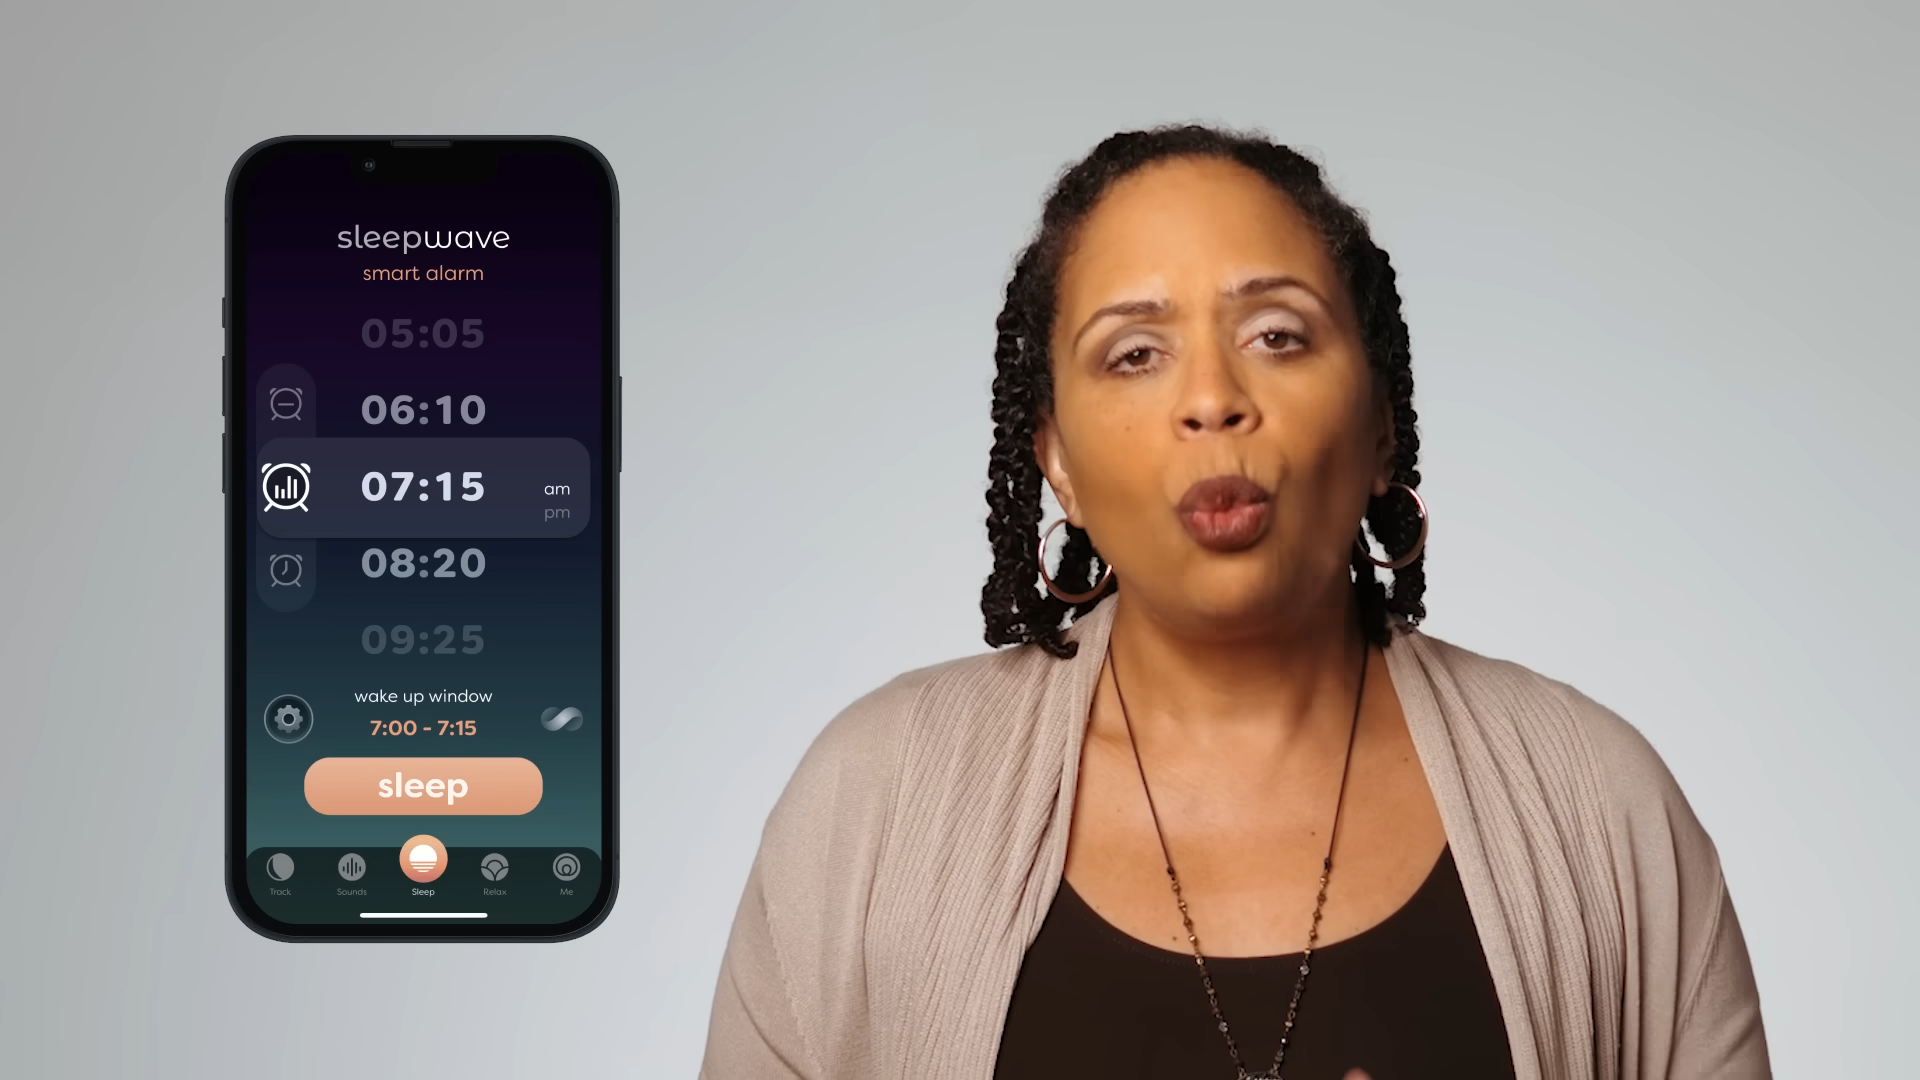 sleepwave
smart alarm
05:05
06:10
07:15
am
pm
08:20
09:25
wake up window
7:00 - 7:15
sleep
Track
Sounds
Sleep
Relax
Me